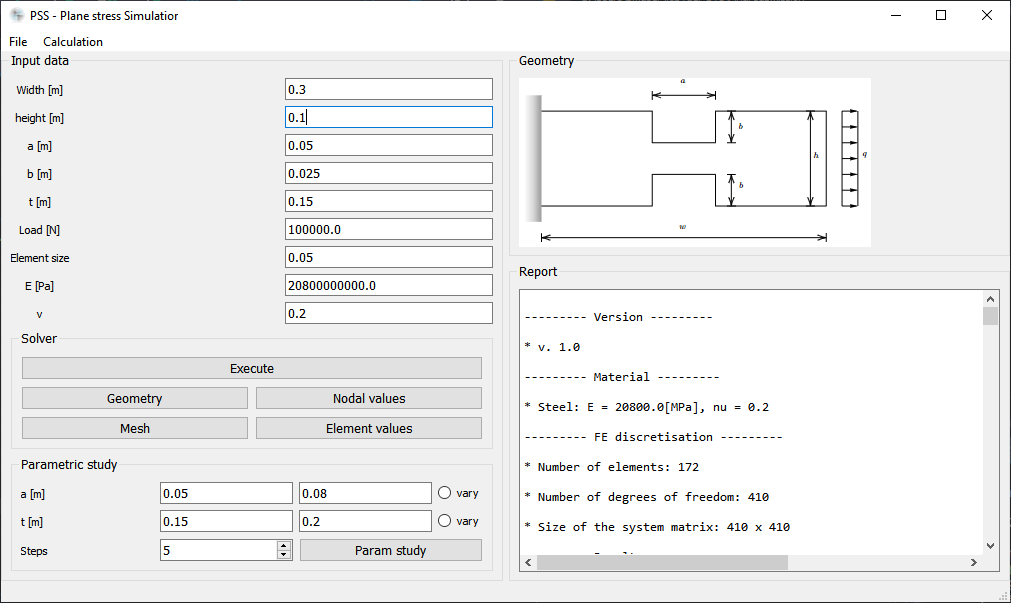 PSS - Plane stress Simulatior
File Calculation
Input data
Width [m] 0.3
height [m] 0.1
a [m] 0.05
b [m] 0.025
t [m] 0.15
Load [N] 100000.0
Element size 0.05
E [Pa] 20800000000.0
v 0.2
Solver
Execute
Geometry Nodal values
Mesh Element values
Parametric study
a [m] 0.05 0.08 vary
t [m] 0.15 0.2 vary
Steps 5 Param study
Geometry
a
b
h q
b
w
Report
--------- Version ---------
* v. 1.0
--------- Material ---------
* Steel: E = 20800.0[MPa], nu = 0.2
--------- FE discretisation ---------
* Number of elements: 172
* Number of degrees of freedom: 410
* Size of the system matrix: 410 x 410